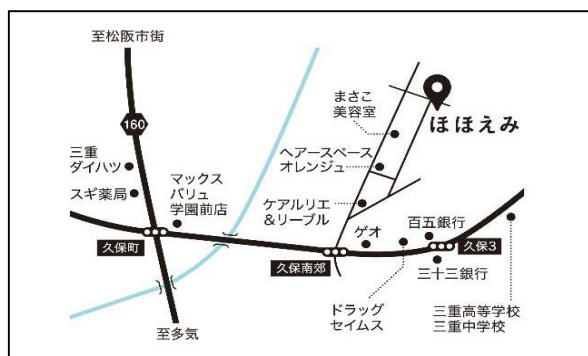 至松阪市街
160
三重
ダイハツ
スギ薬局
マックス
バリュ
学園前店
久保町
至多気
まさこ
美容室
ほほえみ
ヘアースペース
オレンジュ
ケアルリエ
&リーブル
ゲオ
百五銀行
久保3
久保南郊
三十三銀行
ドラッグ
セイムス
三重高等学校
三重中学校